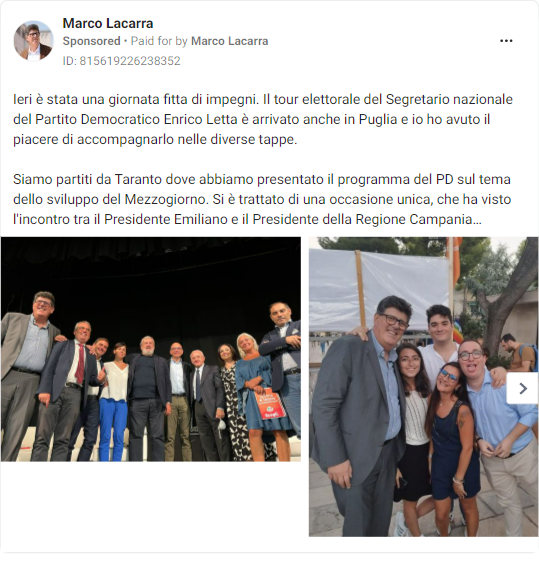 Marco Lacarra
Sponsored • Paid for by Marco Lacarra
ID: 815619226238352
Ieri è stata una giornata fitta di impegni. Il tour elettorale del Segretario nazionale
del Partito Democratico Enrico Letta è arrivato anche in Puglia e io ho avuto il
piacere di accompagnarlo nelle diverse tappe.
Siamo partiti da Taranto dove abbiamo presentato il programma del PD sul tema
dello sviluppo del Mezzogiorno. Si è trattato di una occasione unica, che ha visto
l'incontro tra il Presidente Emiliano e il Presidente della Regione Campania...